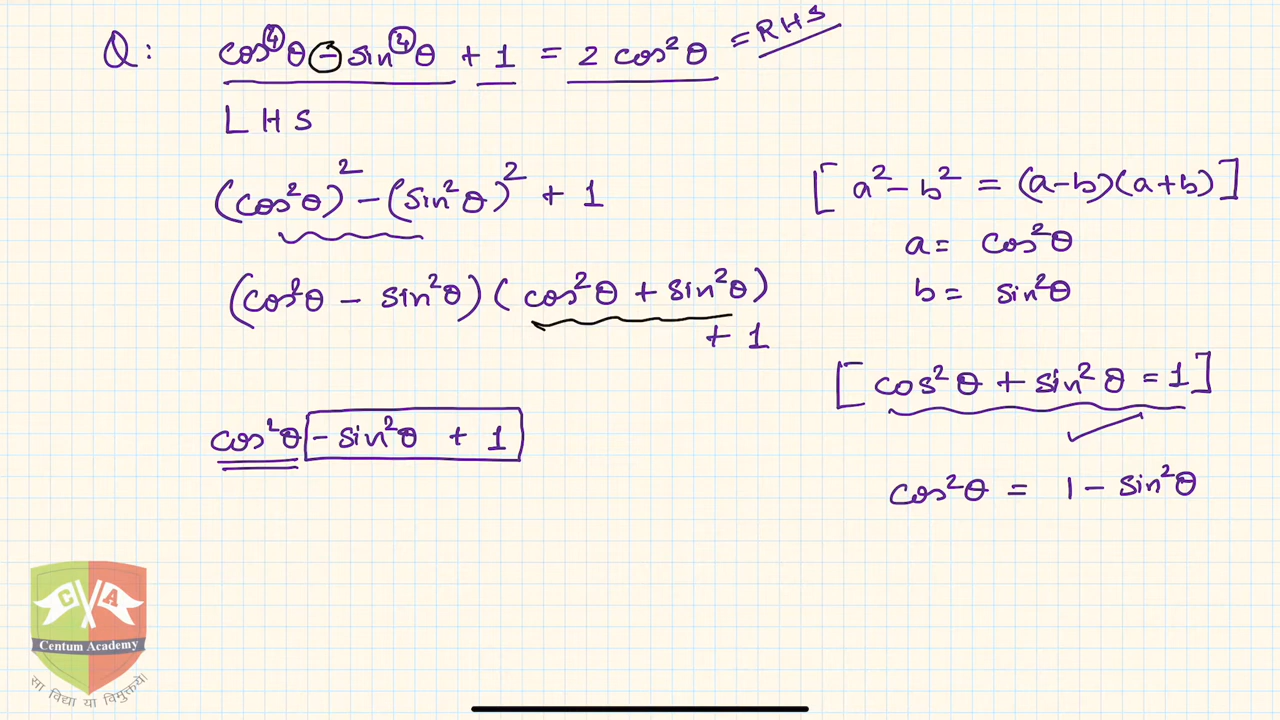 Q: cos⁴θ - sin⁴θ + 1 = 2 cos²θ = RHS
LHS
(cos²θ)² - (sin²θ)² + 1
[a² - b² = (a-b)(a+b)]
a = cos²θ
b = sin²θ
(cos²θ - sin²θ)(cos²θ + sin²θ)
+ 1
[cos²θ + sin²θ = 1]
cos²θ - sin²θ + 1
cos²θ = 1 - sin²θ
C A
Centum Academy
सा विद्या या विमुक्तये